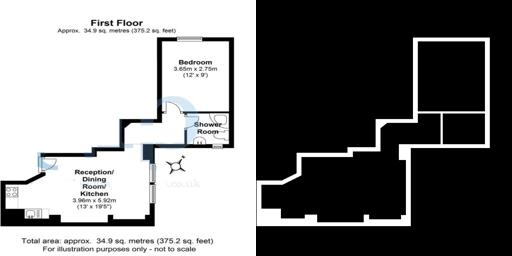 First Floor
Approx. 34.9 sq. metres (375.2 sq. feet)
Bedroom
3.65m x 2.75m
(12' x 9')
Shower
Room
Reception/
Dining
Room/
Kitchen
3.96m x 5.92m
(13' x 19'5")
.co.uk
Total area: approx. 34.9 sq. metres (375.2 sq. feet)
For illustration purposes only - not to scale